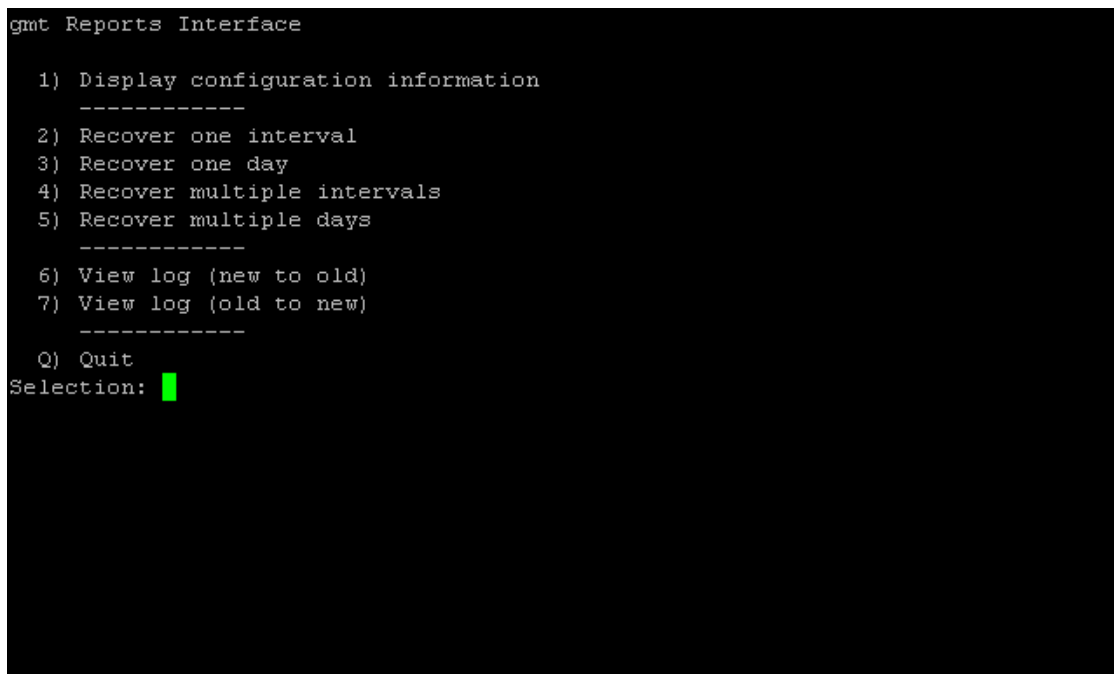 gmt Reports Interface
1) Display configuration information
------------
2) Recover one interval
3) Recover one day
4) Recover multiple intervals
5) Recover multiple days
------------
6) View log (new to old)
7) View log (old to new)
------------
Q) Quit
Selection: